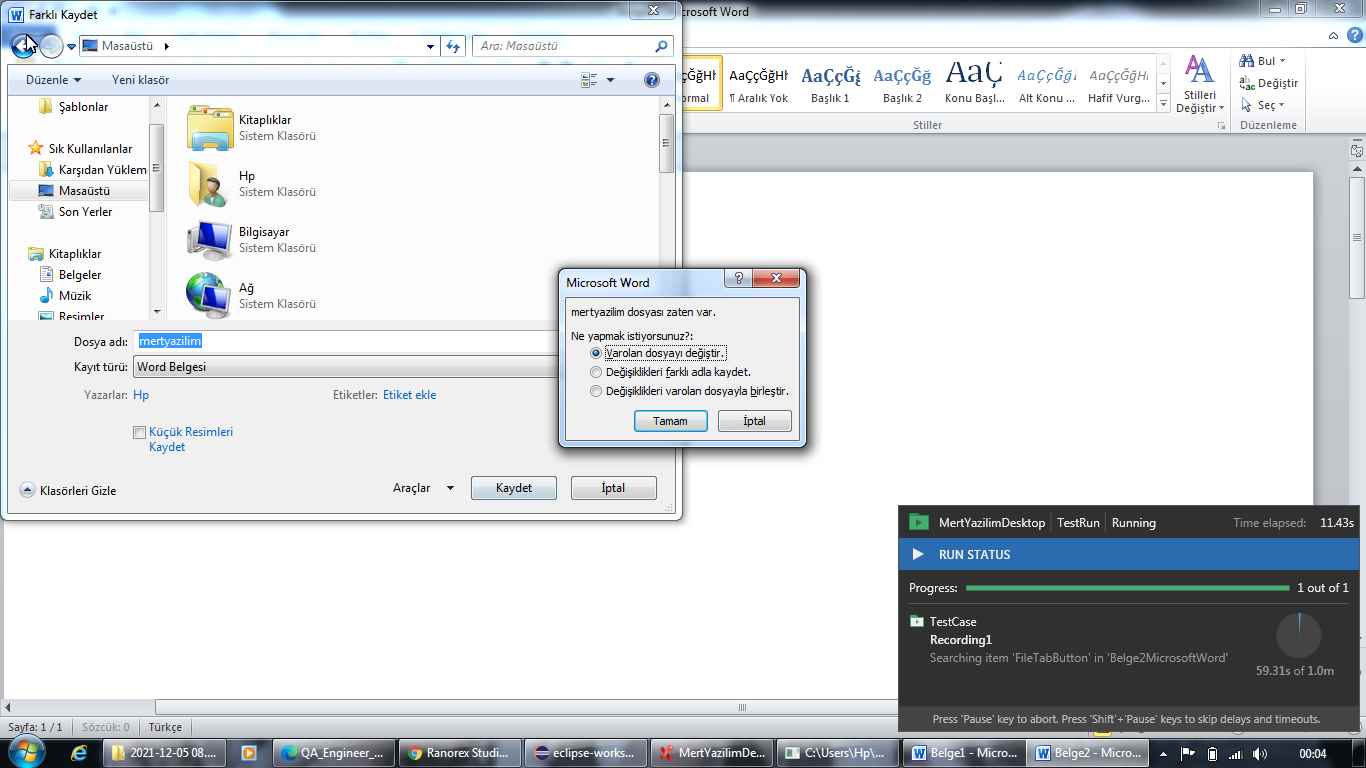 Farklı Kaydet
Microsoft Word
Masaüstü
Ara: Masaüstü
Düzenle
Yeni klasör
Şablonlar
Sık Kullanılanlar
Karşıdan Yüklem
Masaüstü
Son Yerler
Kitaplıklar
Belgeler
Müzik
Resimler
Kitaplıklar
Sistem Klasörü
Hp
Sistem Klasörü
Bilgisayar
Sistem Klasörü
Ağ
Sistem Klasörü
Dosya adı: mertyazilim
Kayıt türü: Word Belgesi
Yazarlar: Hp
Etiketler: Etiket ekle
Küçük Resimleri
Kaydet
Klasörleri Gizle
Araçlar
Kaydet
İptal
AaÇçĞğHł AaÇçĞğHł AaÇçĞğ AaÇçĞğ AaÇ AaÇçĞğI AaÇçĞğH
ormal ¶ Aralık Yok Başlık 1 Başlık 2 Konu Başl... Alt Konu ... Hafif Vurg...
Stilleri
Değiştir
Stiller
Bul
Değiştir
Seç
Düzenleme
Microsoft Word
mertyazilim dosyası zaten var.
Ne yapmak istiyorsunuz?:
Varolan dosyayı değiştir.
Değişiklikleri farklı adla kaydet.
Değişiklikleri varolan dosyayla birleştir.
Tamam
İptal
MertYazilimDesktop TestRun Running Time elapsed: 11.43s
RUN STATUS
Progress: 1 out of 1
TestCase
Recording1
Searching item 'FileTabButton' in 'Belge2MicrosoftWord'
59.31s of 1.0m
Press 'Pause' key to abort. Press 'Shift'+'Pause' keys to skip delays and timeouts.
Sayfa: 1 / 1 Sözcük: 0 Türkçe
2021-12-05 08.... QA_Engineer_... Ranorex Studi... eclipse-works... MertYazilimDe... C:\Users\Hp\... Belge1 - Micro... Belge2 - Micro... 00:04